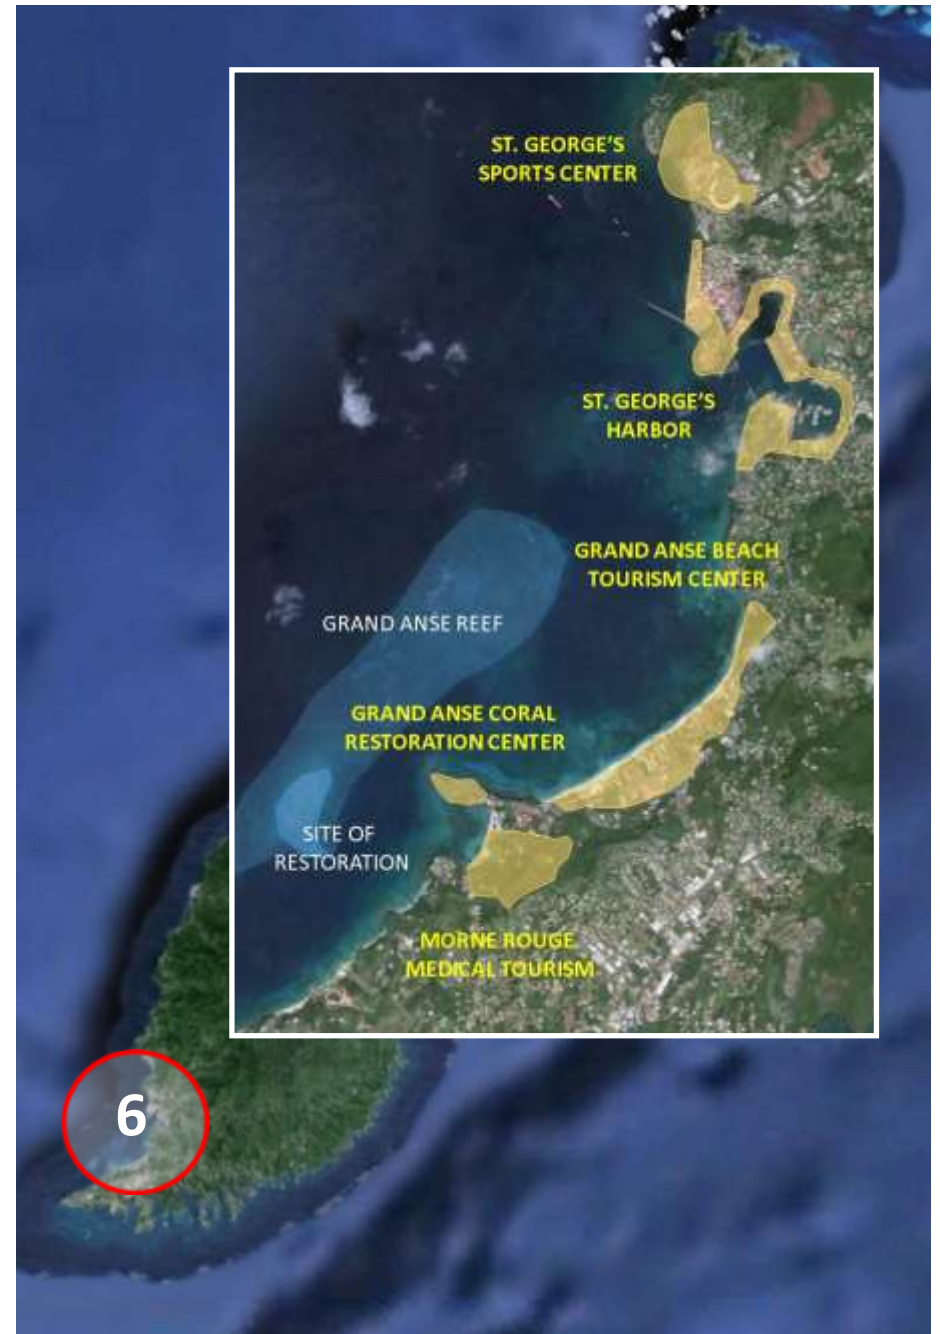 ST. GEORGE'S
SPORTS CENTER
ST. GEORGE'S
HARBOR
GRAND ANSE BEACH
TOURISM CENTER
GRAND ANSE REEF
GRAND ANSE CORAL
RESTORATION CENTER
SITE OF
RESTORATION
MORNE ROUGE
MEDICAL TOURISM
6